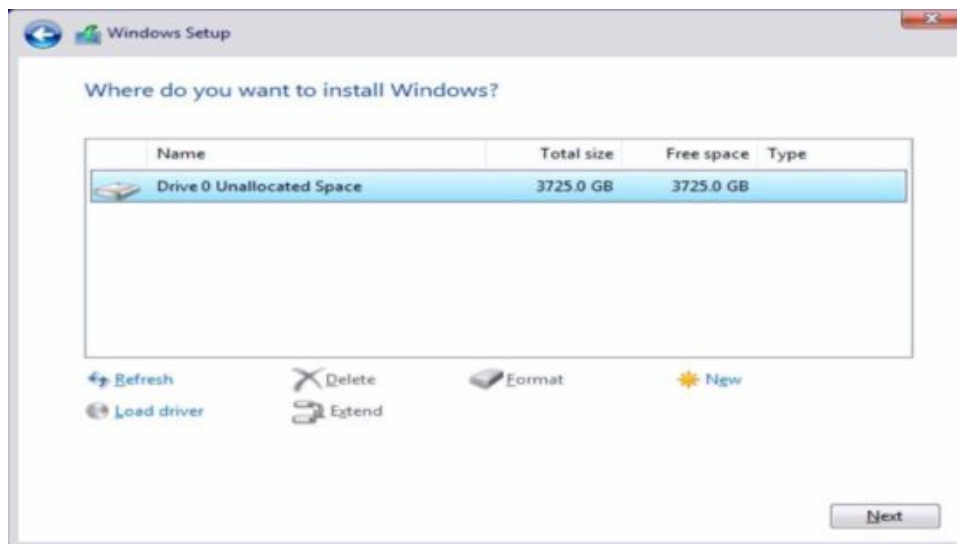 Windows Setup
Where do you want to install Windows?
Name Total size Free space Type
Drive 0 Unallocated Space 3725.0 GB 3725.0 GB
Refresh Delete Format New
Load driver Extend
Next